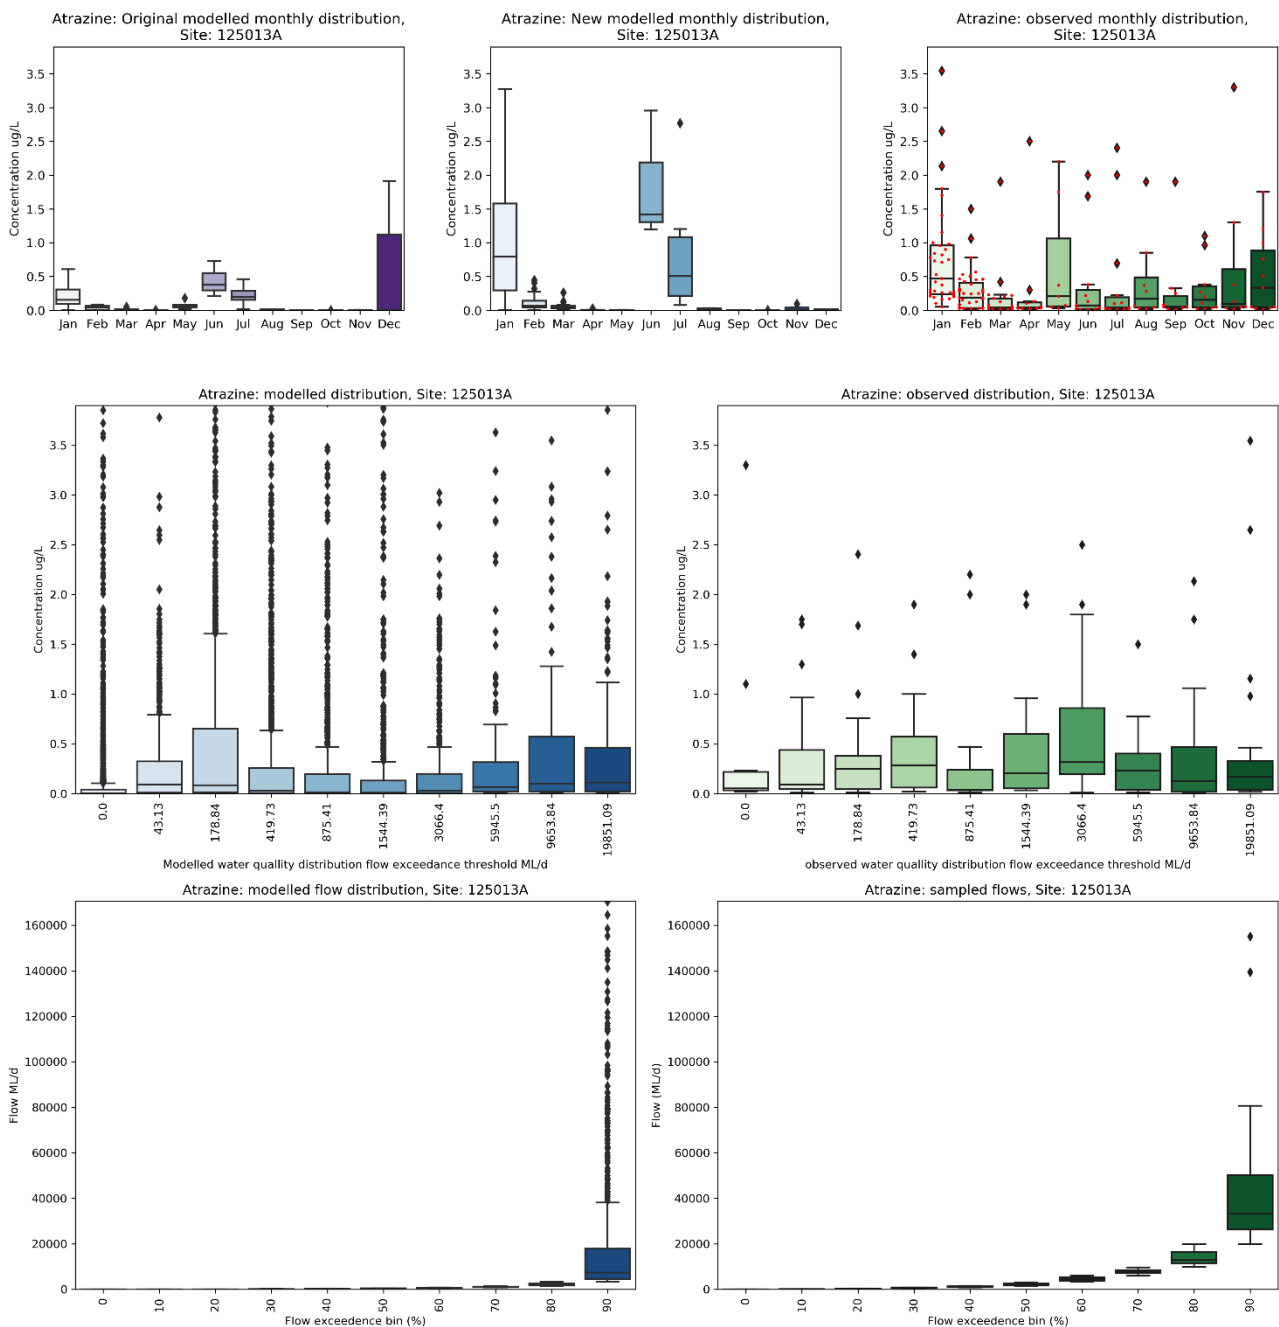 Atrazine: Original modelled monthly distribution,
Site: 125013A
Concentration ug/L
3.5
3.0
2.5
2.0
1.5
1.0
0.5
0.0
Jan Feb Mar Apr May Jun Jul Aug Sep Oct Nov Dec
Atrazine: New modelled monthly distribution,
Site: 125013A
Concentration ug/L
3.5
3.0
2.5
2.0
1.5
1.0
0.5
0.0
Jan Feb Mar Apr May Jun Jul Aug Sep Oct Nov Dec
Atrazine: observed monthly distribution,
Site: 125013A
Concentration ug/L
3.5
3.0
2.5
2.0
1.5
1.0
0.5
0.0
Jan Feb Mar Apr May Jun Jul Aug Sep Oct Nov Dec
Atrazine: modelled distribution, Site: 125013A
Concentration ug/L
3.5
3.0
2.5
2.0
1.5
1.0
0.5
0.0
0.0 43.13 178.84 419.73 875.41 1544.39 3066.4 5945.5 9653.84 19851.09
Modelled water quallity distribution flow exceedance threshold ML/d
Atrazine: observed distribution, Site: 125013A
Concentration ug/L
3.5
3.0
2.5
2.0
1.5
1.0
0.5
0.0
0.0 43.13 178.84 419.73 875.41 1544.39 3066.4 5945.5 9653.84 19851.09
observed water quallity distribution flow exceedance threshold ML/d
Atrazine: modelled flow distribution, Site: 125013A
Flow ML/d
160000
140000
120000
100000
80000
60000
40000
20000
0
0 10 20 30 40 50 60 70 80 90
Flow exceedence bin (%)
Atrazine: sampled flows, Site: 125013A
Flow (ML/d)
160000
140000
120000
100000
80000
60000
40000
20000
0
0 10 20 30 40 50 60 70 80 90
Flow exceedence bin (%)